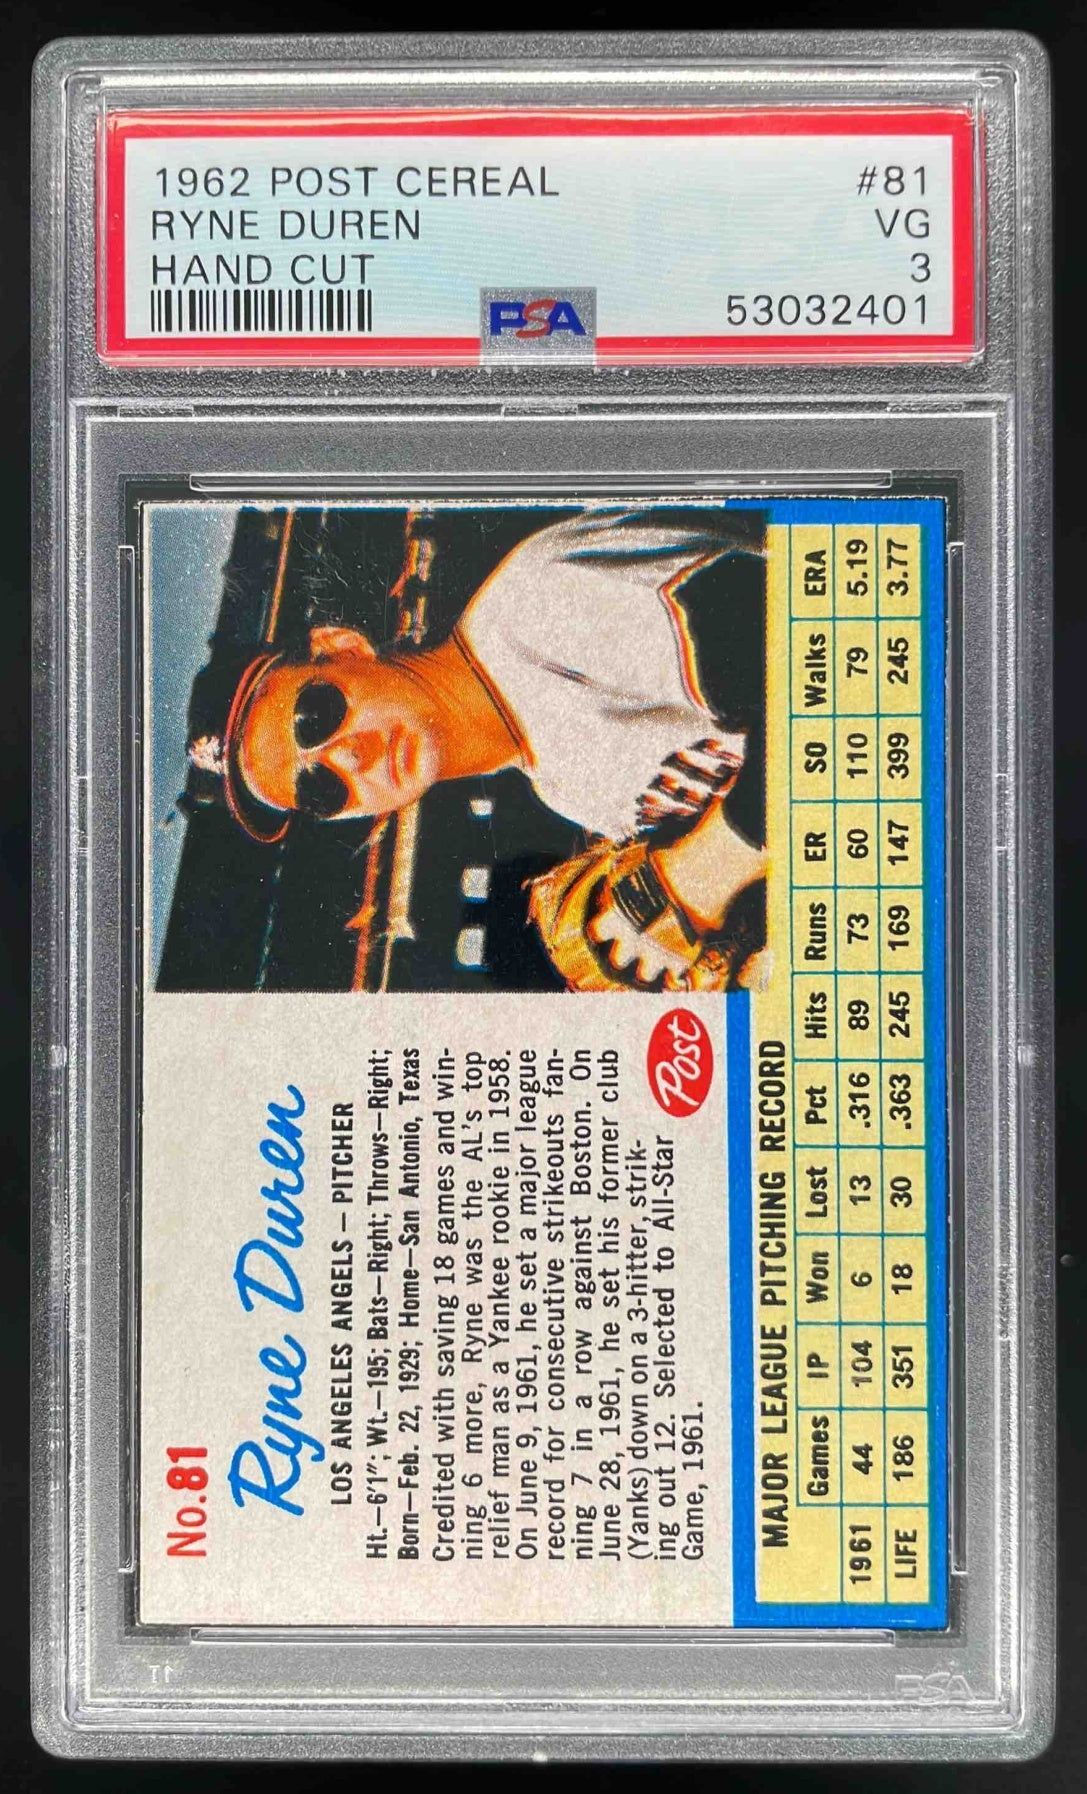 1962 POST CEREAL #81
RYNE DUREN VG
HAND CUT 3
PSA 53032401
No.81
Ryne Duren
LOS ANGELES ANGELS — PITCHER
Ht.—6'1"; Wt.—195; Bats—Right; Throws—Right;
Born—Feb. 22, 1929; Home—San Antonio, Texas
Credited with saving 18 games and win-
ning 6 more, Ryne was the AL's top
relief man as a Yankee rookie in 1958.
On June 9, 1961, he set a major league
record for consecutive strikeouts fan-
ning 7 in a row against Boston. On
June 28, 1961, he set his former club
(Yanks) down on a 3-hitter, strik-
ing out 12. Selected to All-Star
Game, 1961.
Post
MAJOR LEAGUE PITCHING RECORD
Games IP Won Lost Pct Hits Runs ER SO Walks ERA
1961 44 104 6 13 .316 89 73 60 110 79 5.19
LIFE 186 351 18 30 .363 245 169 147 399 245 3.77
PSA